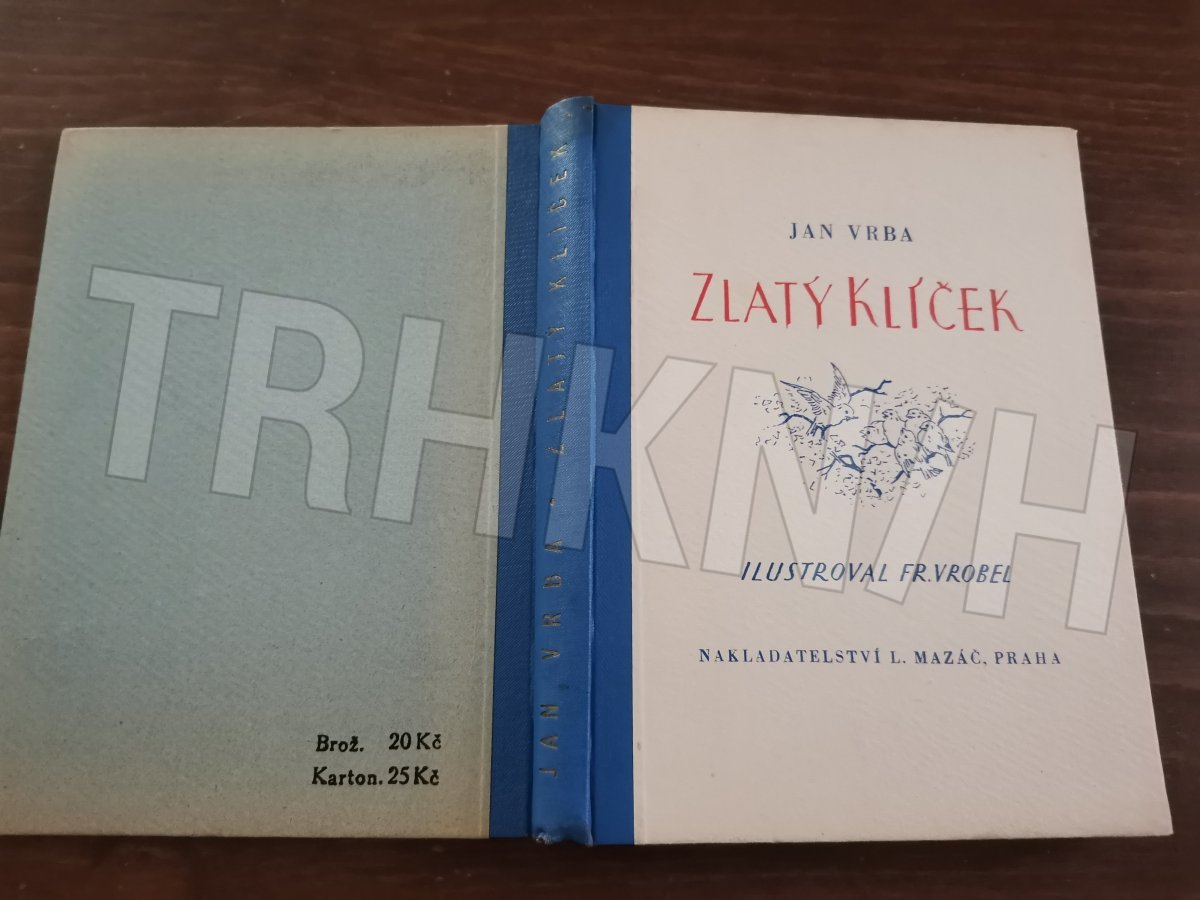 Brož. 20 Kč
Karton. 25 Kč
JAN VRBA - ZLATÝ KLÍČEK
JAN VRBA
ZLATÝ KLÍČEK
ILUSTROVAL FR. VROBEL
NAKLADATELSTVÍ L. MAZÁČ, PRAHA
TRHKNIH